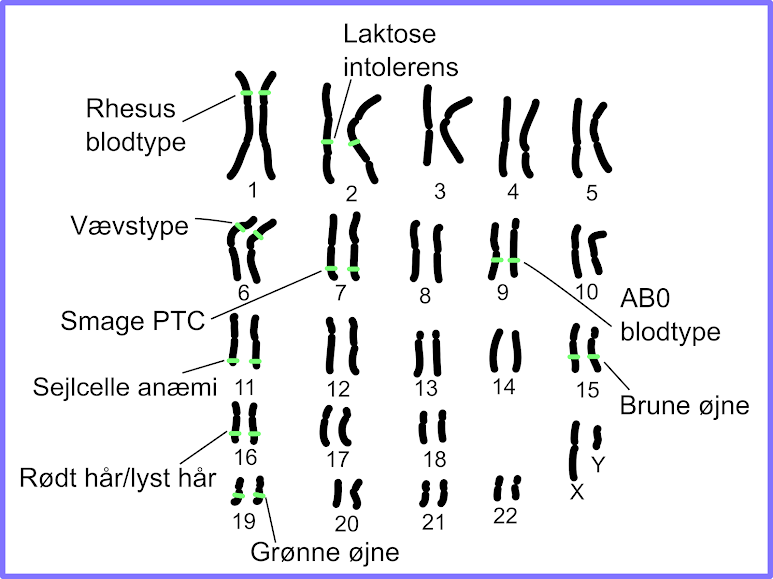 Laktose
intolerens
Rhesus
blodtype
1
2
3
4
5
Vævstype
6
7
8
9
10
Smage PTC
AB0
blodtype
Sejlcelle anæmi
11
12
13
14
15
Brune øjne
16
17
18
Rødt hår/lyst hår
X
Y
19
20
21
22
Grønne øjne